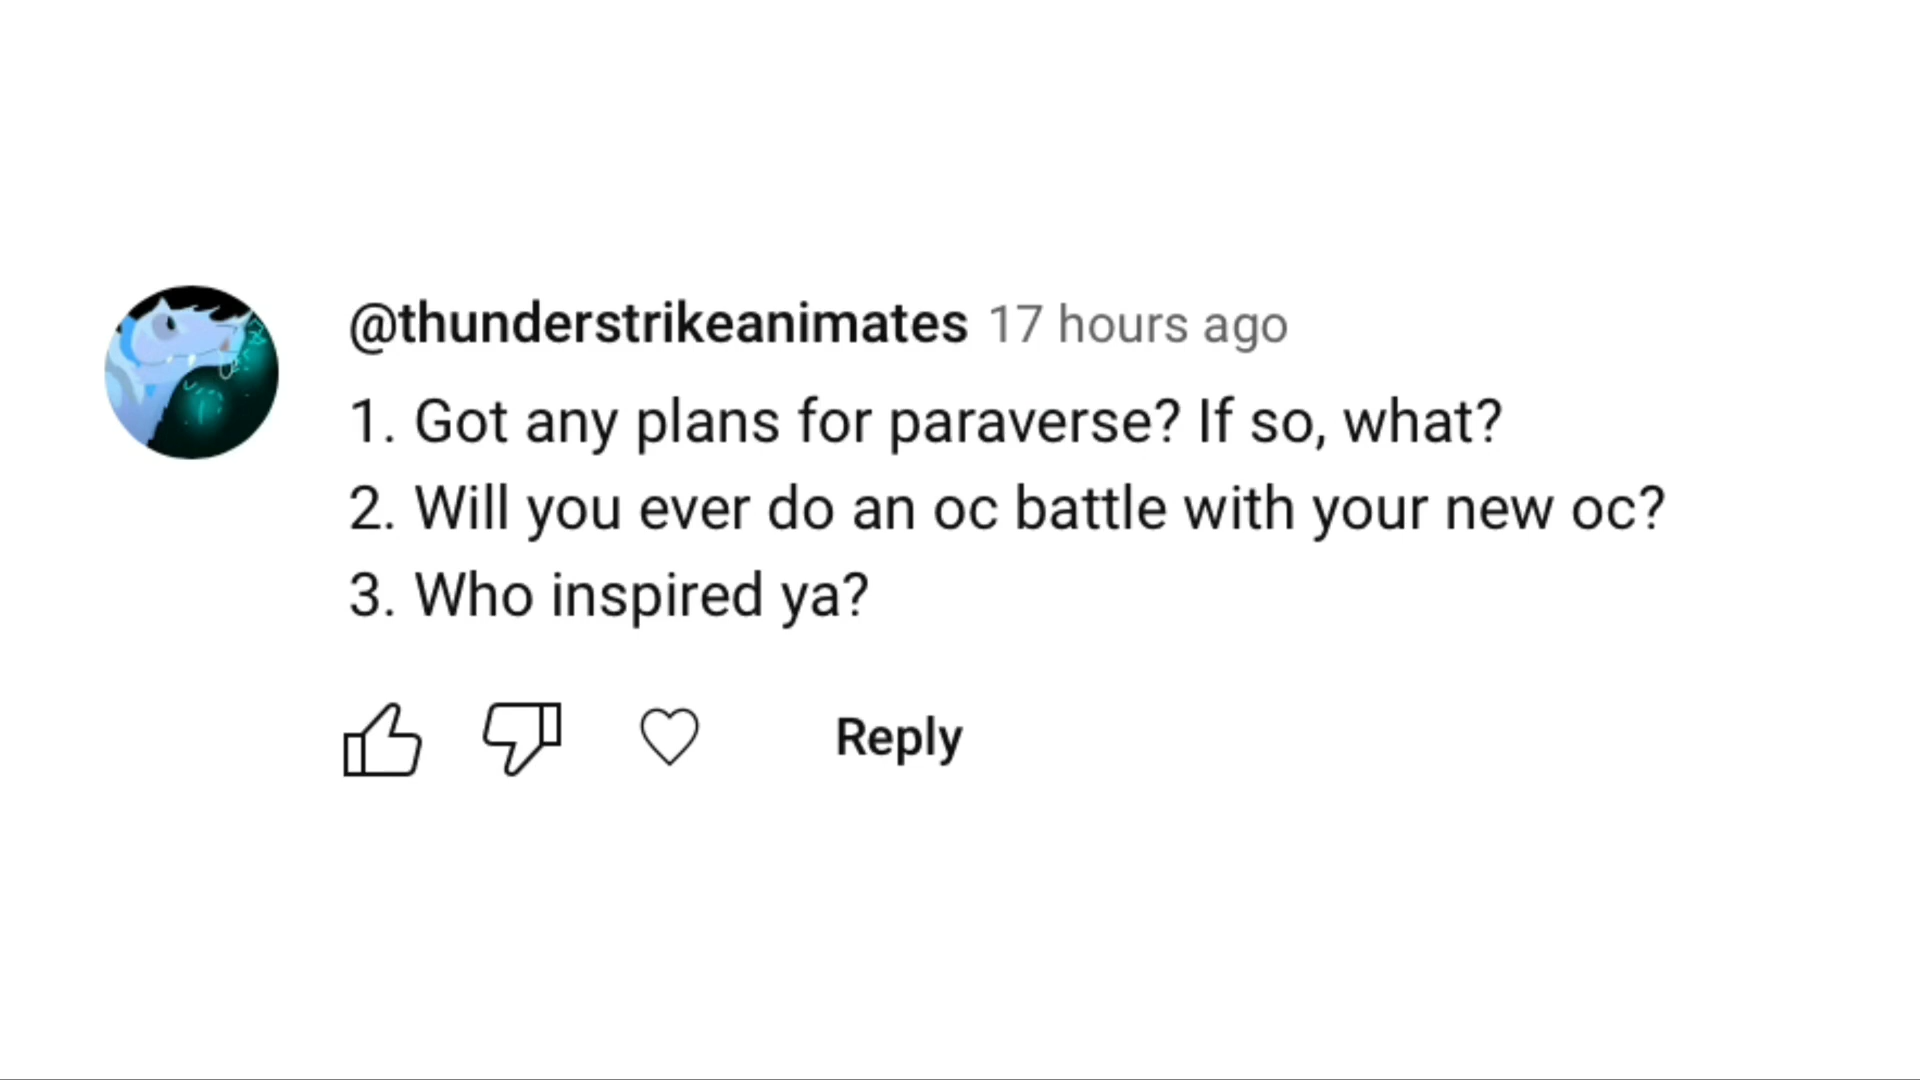 @thunderstrikeanimates 17 hours ago
1. Got any plans for paraverse? If so, what?
2. Will you ever do an oc battle with your new oc?
3. Who inspired ya?
Reply